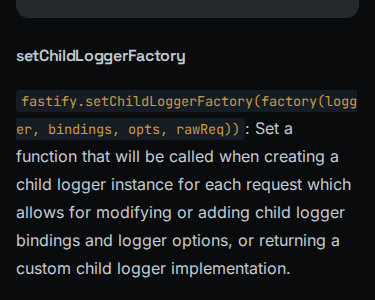 setChildLoggerFactory
fastify.setChildLoggerFactory(factory(logg
er, bindings, opts, rawReq)): Set a
function that will be called when creating a
child logger instance for each request which
allows for modifying or adding child logger
bindings and logger options, or returning a
custom child logger implementation.